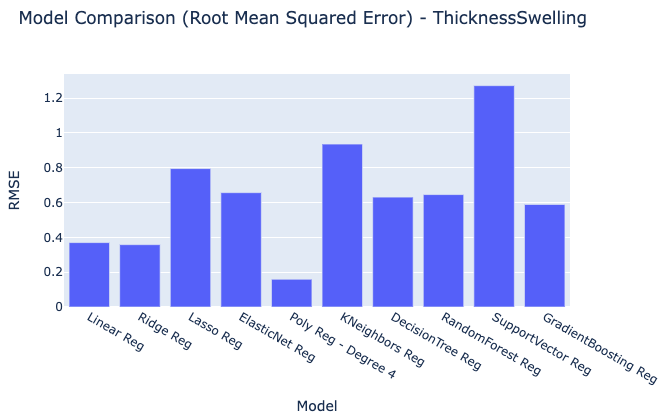 Model Comparison (Root Mean Squared Error) - ThicknessSwelling
RMSE
1.2
1
0.8
0.6
0.4
0.2
0
Linear Reg
Ridge Reg
Lasso Reg
ElasticNet Reg
Poly Reg - Degree 4
KNeighbors Reg
DecisionTree Reg
RandomForest Reg
SupportVector Reg
GradientBoosting Reg
Model